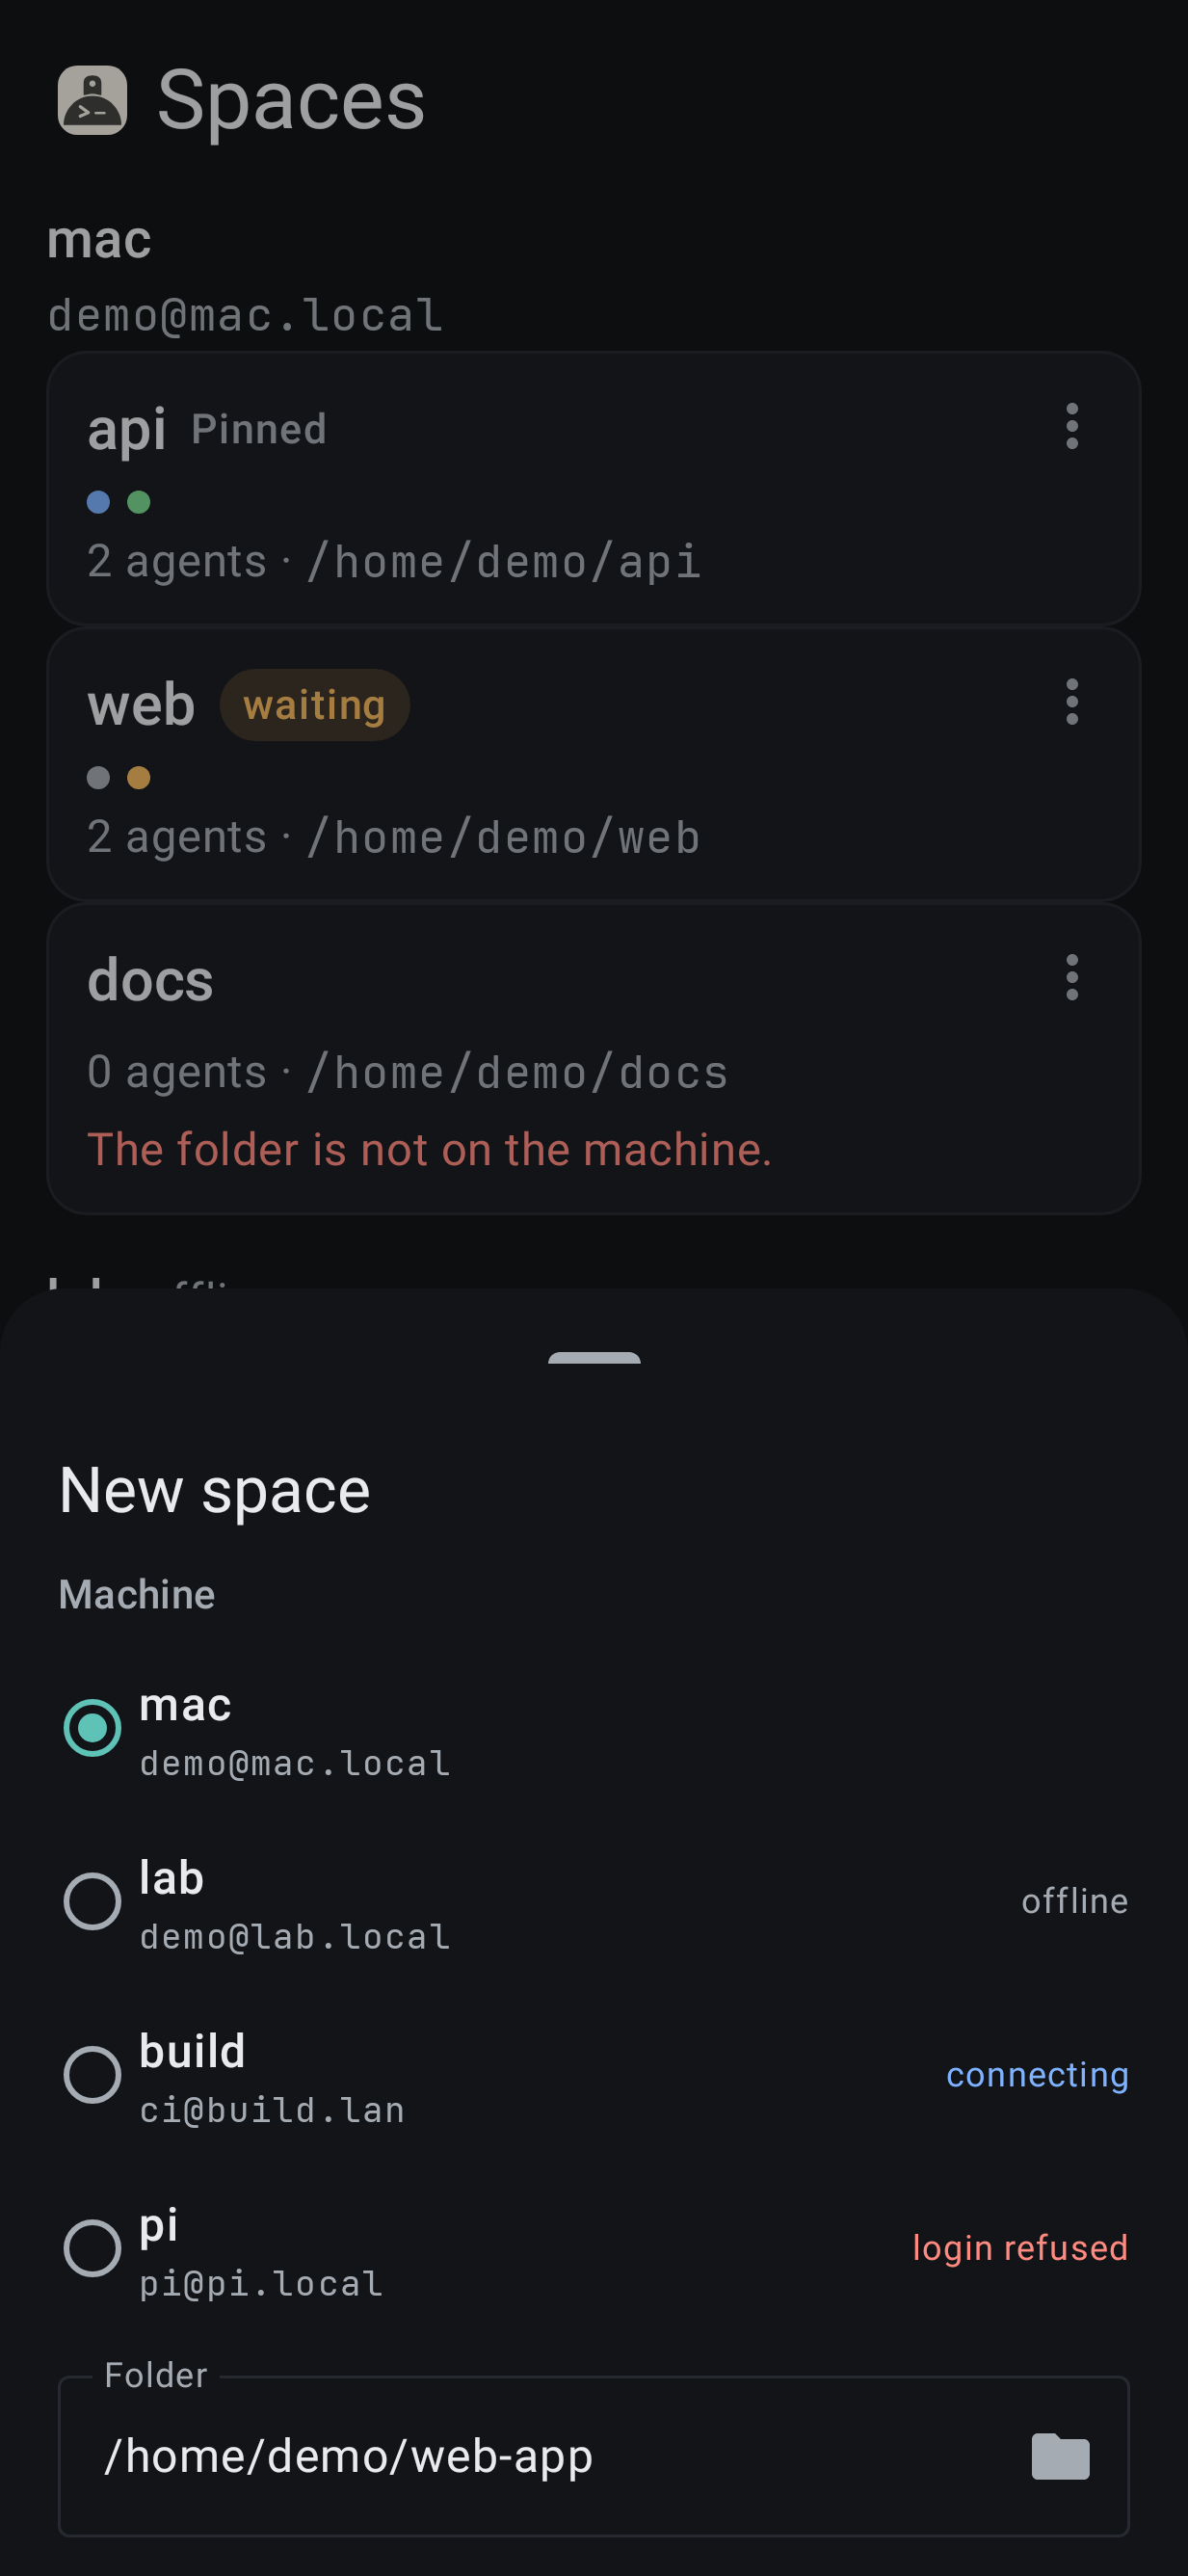 Spaces
mac
demo@mac.local
api Pinned
2 agents · /home/demo/api
web waiting
2 agents · /home/demo/web
docs
0 agents · /home/demo/docs
The folder is not on the machine.
New space
Machine
mac
demo@mac.local
lab
demo@lab.local
offline
build
ci@build.lan
connecting
pi
pi@pi.local
login refused
Folder
/home/demo/web-app